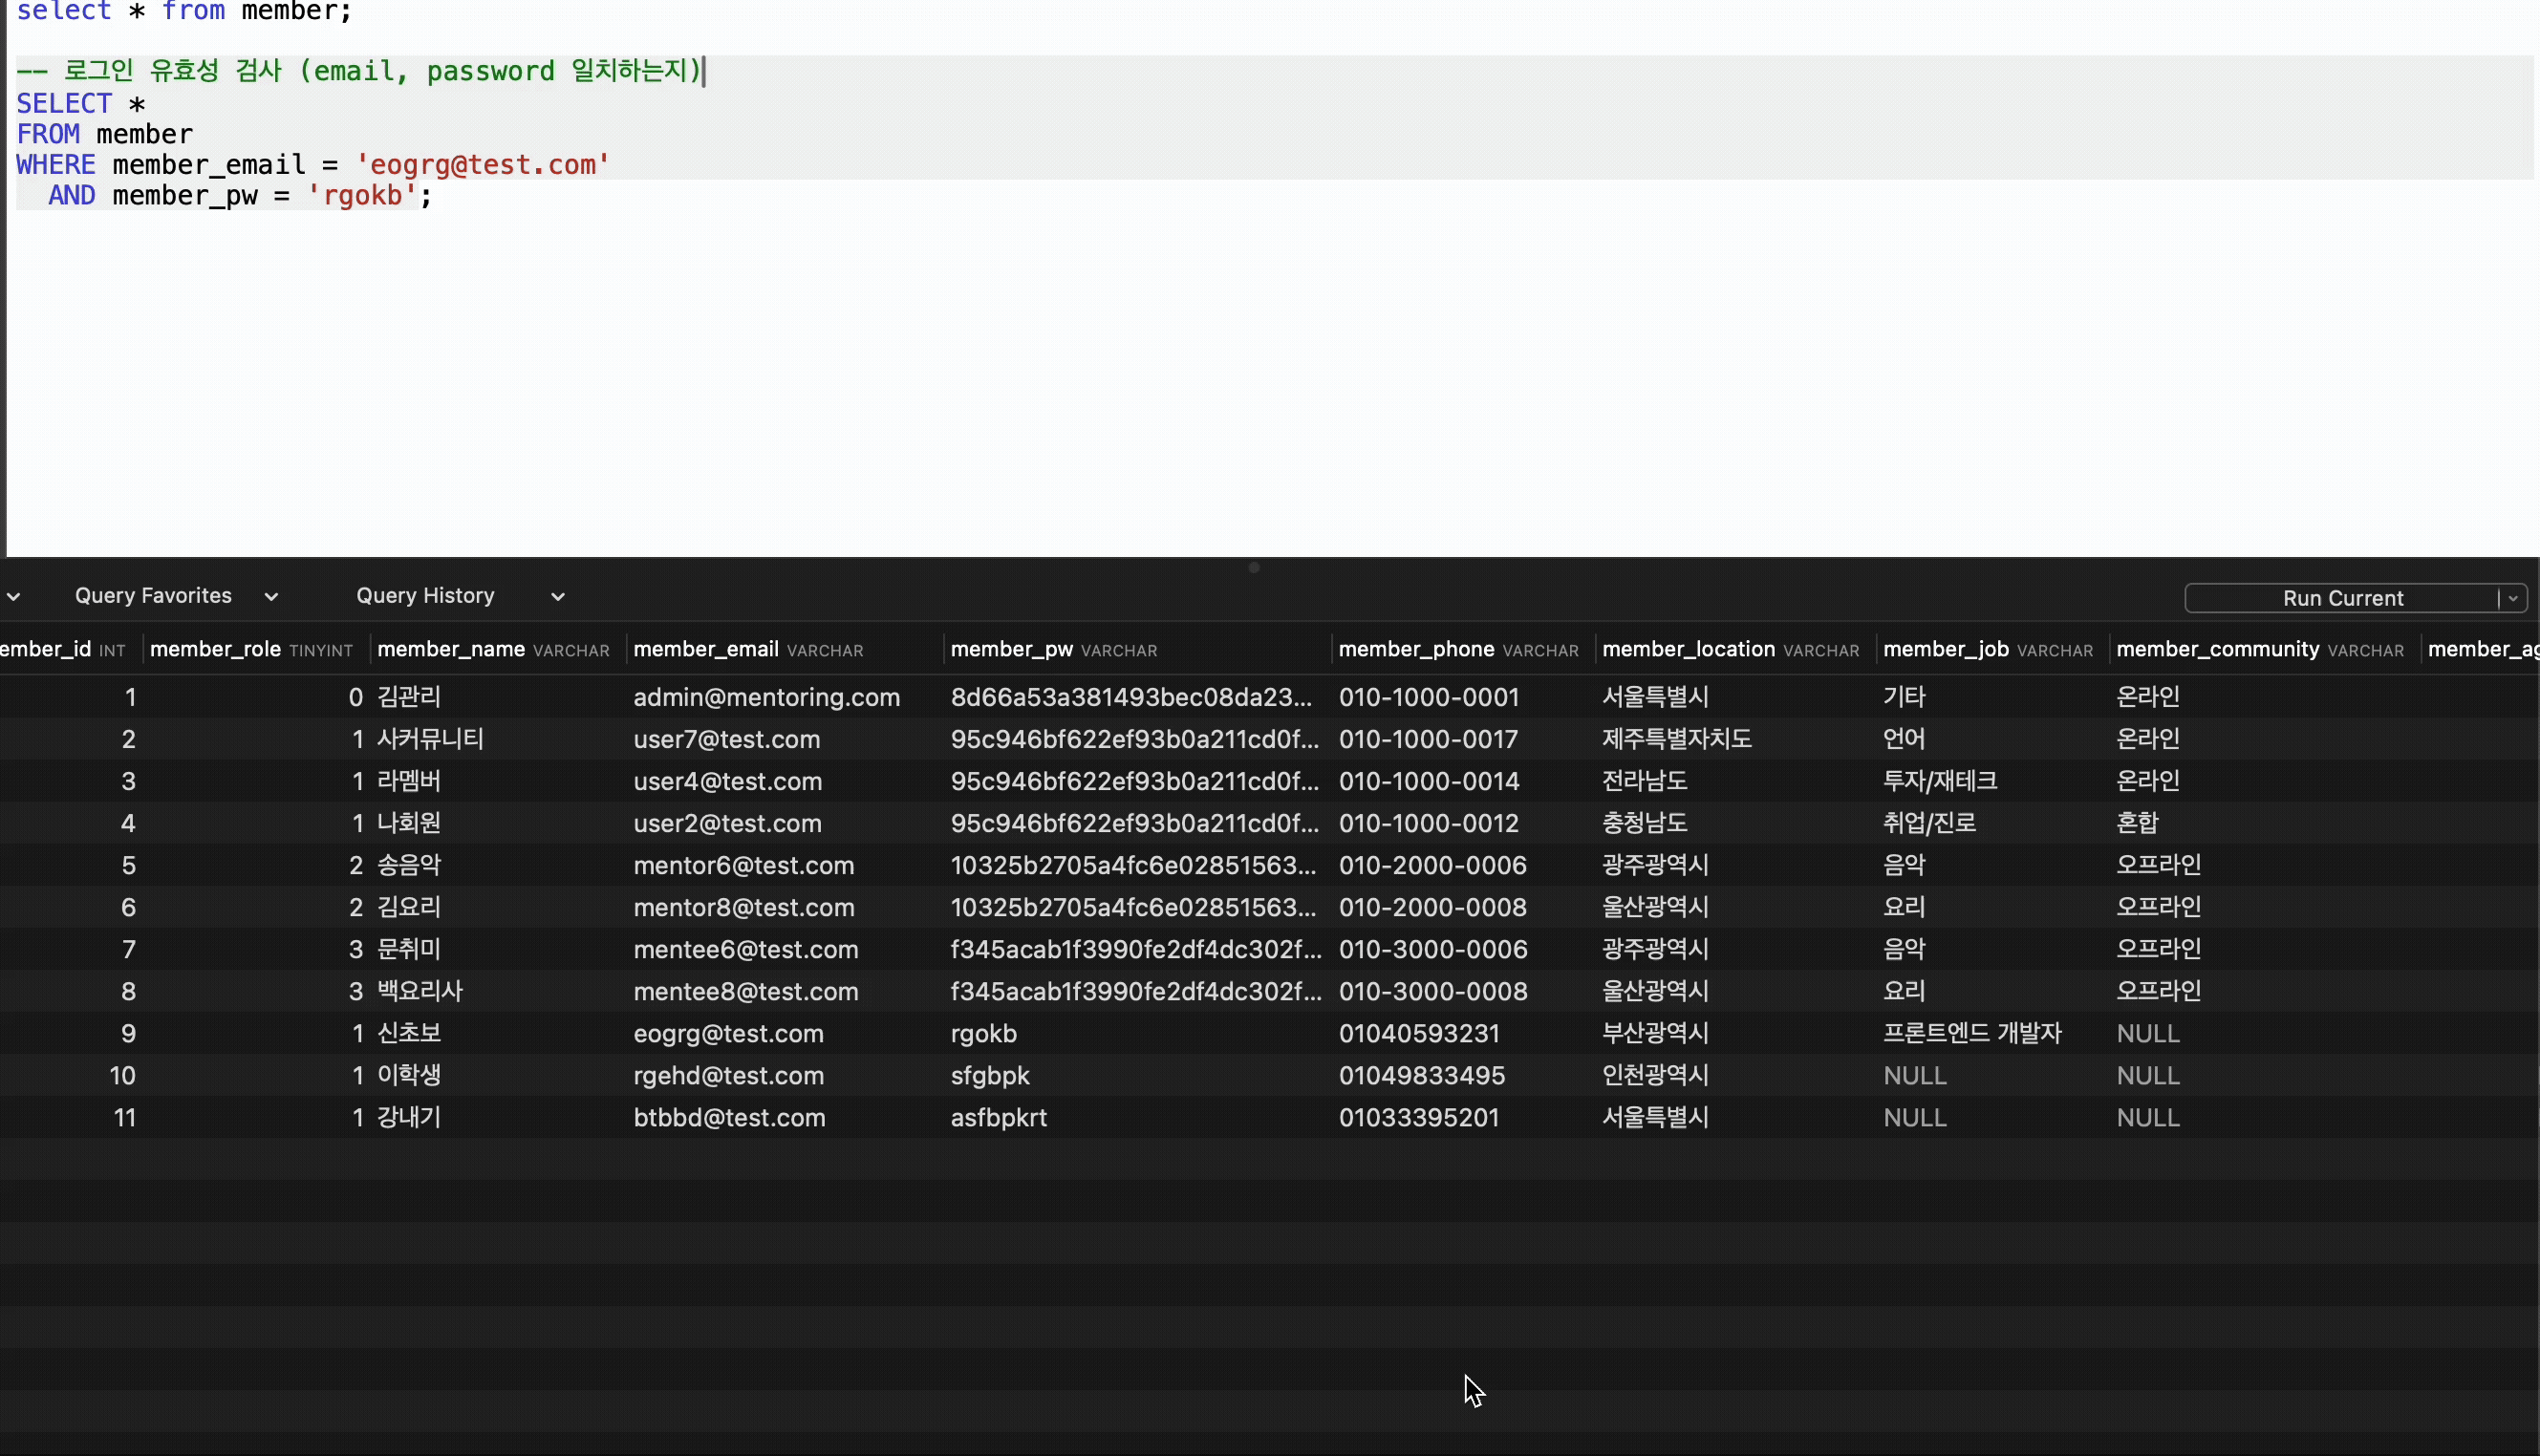 select * from member;
-- 로그인 유효성 검사 (email, password 일치하는지)
SELECT *
FROM member
WHERE member_email = 'eogrg@test.com'
  AND member_pw = 'rgokb';
Query Favorites Query History Run Current
ember_id INT member_role TINYINT member_name VARCHAR member_email VARCHAR member_pw VARCHAR member_phone VARCHAR member_location VARCHAR member_job VARCHAR member_community VARCHAR member_ag
1 0 김관리 admin@mentoring.com 8d66a53a381493bec08da23... 010-1000-0001 서울특별시 기타 온라인
2 1 사커뮤니티 user7@test.com 95c946bf622ef93b0a211cd0f... 010-1000-0017 제주특별자치도 언어 온라인
3 1 라멤버 user4@test.com 95c946bf622ef93b0a211cd0f... 010-1000-0014 전라남도 투자/재테크 온라인
4 1 나회원 user2@test.com 95c946bf622ef93b0a211cd0f... 010-1000-0012 충청남도 취업/진로 혼합
5 2 송음악 mentor6@test.com 10325b2705a4fc6e02851563... 010-2000-0006 광주광역시 음악 오프라인
6 2 김요리 mentor8@test.com 10325b2705a4fc6e02851563... 010-2000-0008 울산광역시 요리 오프라인
7 3 문취미 mentee6@test.com f345acab1f3990fe2df4dc302f... 010-3000-0006 광주광역시 음악 오프라인
8 3 백요리사 mentee8@test.com f345acab1f3990fe2df4dc302f... 010-3000-0008 울산광역시 요리 오프라인
9 1 신초보 eogrg@test.com rgokb 01040593231 부산광역시 프론트엔드 개발자 NULL
10 1 이학생 rgehd@test.com sfgbpk 01049833495 인천광역시 NULL NULL
11 1 강내기 btbbd@test.com asfbpkrt 01033395201 서울특별시 NULL NULL